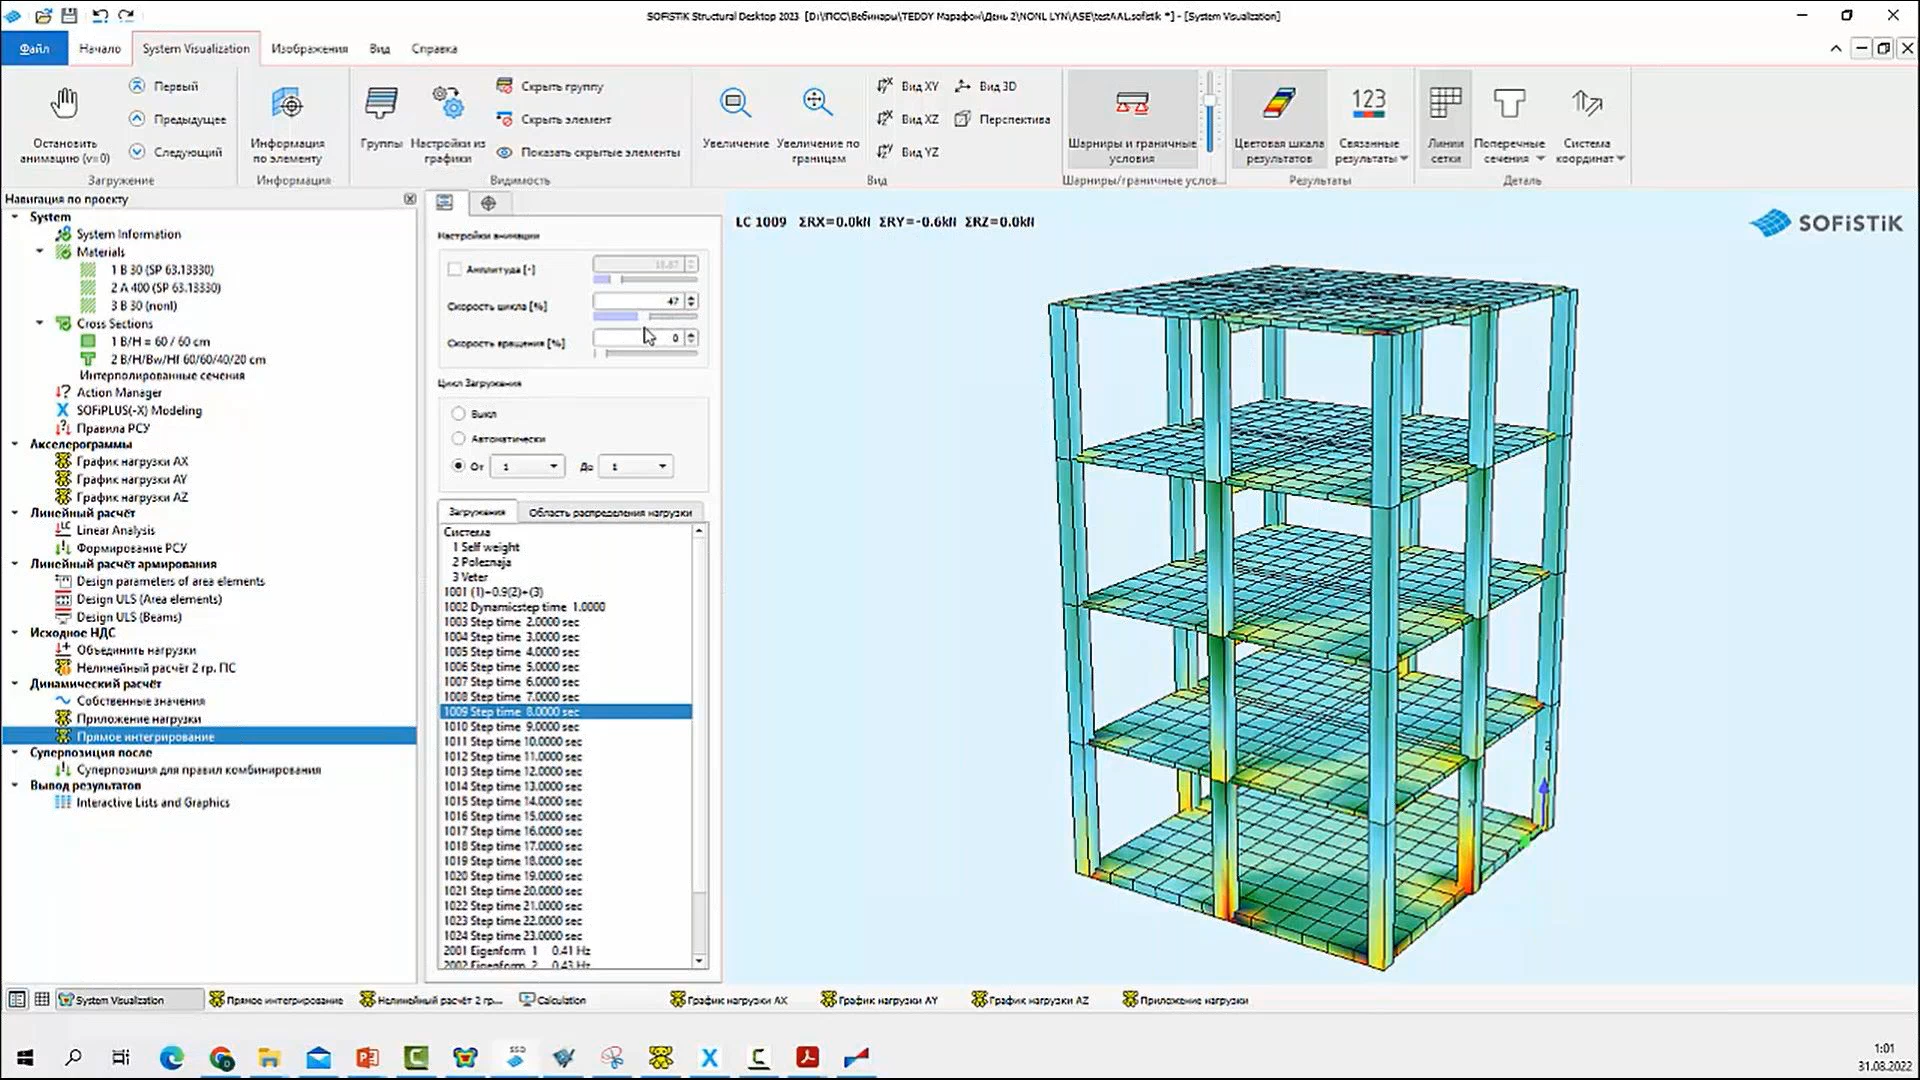 SOFiSTiK Structural Desktop 2023 [D:\ПСС\Вебинары\TEDDY Марафон\День 2\NONL LYN\ASE\testAAL.sofistik *] - [System Visualization]
Файл Начало System Visualization Изображения Вид Справка
Остановить анимацию (v=0)
Первый
Предыдущее
Следующий
Загружение
Информация по элементу
Информация
Группы
Настройки из графики
Скрыть группу
Скрыть элемент
Показать скрытые элементы
Видимость
Увеличение
Увеличение по границам
Вид XY
Вид XZ
Вид YZ
Вид 3D
Перспектива
Вид
Шарниры и граничные условия
Шарниры/граничные услов...
Цветовая шкала результатов
123
Связанные результаты
Результаты
Линии сетки
Поперечные сечения
Система координат
Деталь
Навигация по проекту
System
System Information
Materials
1 B 30 (SP 63.13330)
2 A 400 (SP 63.13330)
3 B 30 (nonl)
Cross Sections
1 B/H = 60 / 60 cm
2 B/H/Bw/Hf 60/60/40/20 cm
Интерполированные сечения
Action Manager
SOFiPLUS(-X) Modeling
Правила РСУ
Акселерограммы
График нагрузки AX
График нагрузки AY
График нагрузки AZ
Линейный расчёт
Linear Analysis
Формирование РСУ
Линейный расчёт армирования
Design parameters of area elements
Design ULS (Area elements)
Design ULS (Beams)
Исходное НДС
Объединить нагрузки
Нелинейный расчёт 2 гр. ПС
Динамический расчёт
Собственные значения
Приложение нагрузки
Прямое интегрирование
Суперпозиция после
Суперпозиция для правил комбинирования
Вывод результатов
Interactive Lists and Graphics
Настройки анимации
Амплитуда [-]
Скорость цикла [%] 47
Скорость вращения [%] 0
Цикл Загружения
Выкл
Автоматически
От 1 До 1
Загружения Область распределения нагрузки
Система
1 Self weight
2 Poleznaja
3 Veter
1001 (1)+0.9(2)+(3)
1002 Dynamicstep time 1.0000
1003 Step time 2.0000 sec
1004 Step time 3.0000 sec
1005 Step time 4.0000 sec
1006 Step time 5.0000 sec
1007 Step time 6.0000 sec
1008 Step time 7.0000 sec
1009 Step time 8.0000 sec
1010 Step time 9.0000 sec
1011 Step time 10.0000 sec
1012 Step time 11.0000 sec
1013 Step time 12.0000 sec
1014 Step time 13.0000 sec
1015 Step time 14.0000 sec
1016 Step time 15.0000 sec
1017 Step time 16.0000 sec
1018 Step time 17.0000 sec
1019 Step time 18.0000 sec
1020 Step time 19.0000 sec
1021 Step time 20.0000 sec
1022 Step time 21.0000 sec
1023 Step time 22.0000 sec
1024 Step time 23.0000 sec
2001 Eigenform 1 0.41 Hz
2002 Eigenform 2 0.43 Hz
LC 1009 ΣRX=0.0kN ΣRY=-0.6kN ΣRZ=0.0kN
SOFiSTiK
System Visualization Прямое интегрирование Нелинейный расчёт 2 гр... Calculation График нагрузки AX График нагрузки AY График нагрузки AZ Приложение нагрузки
SSD
1:01
31.08.2022